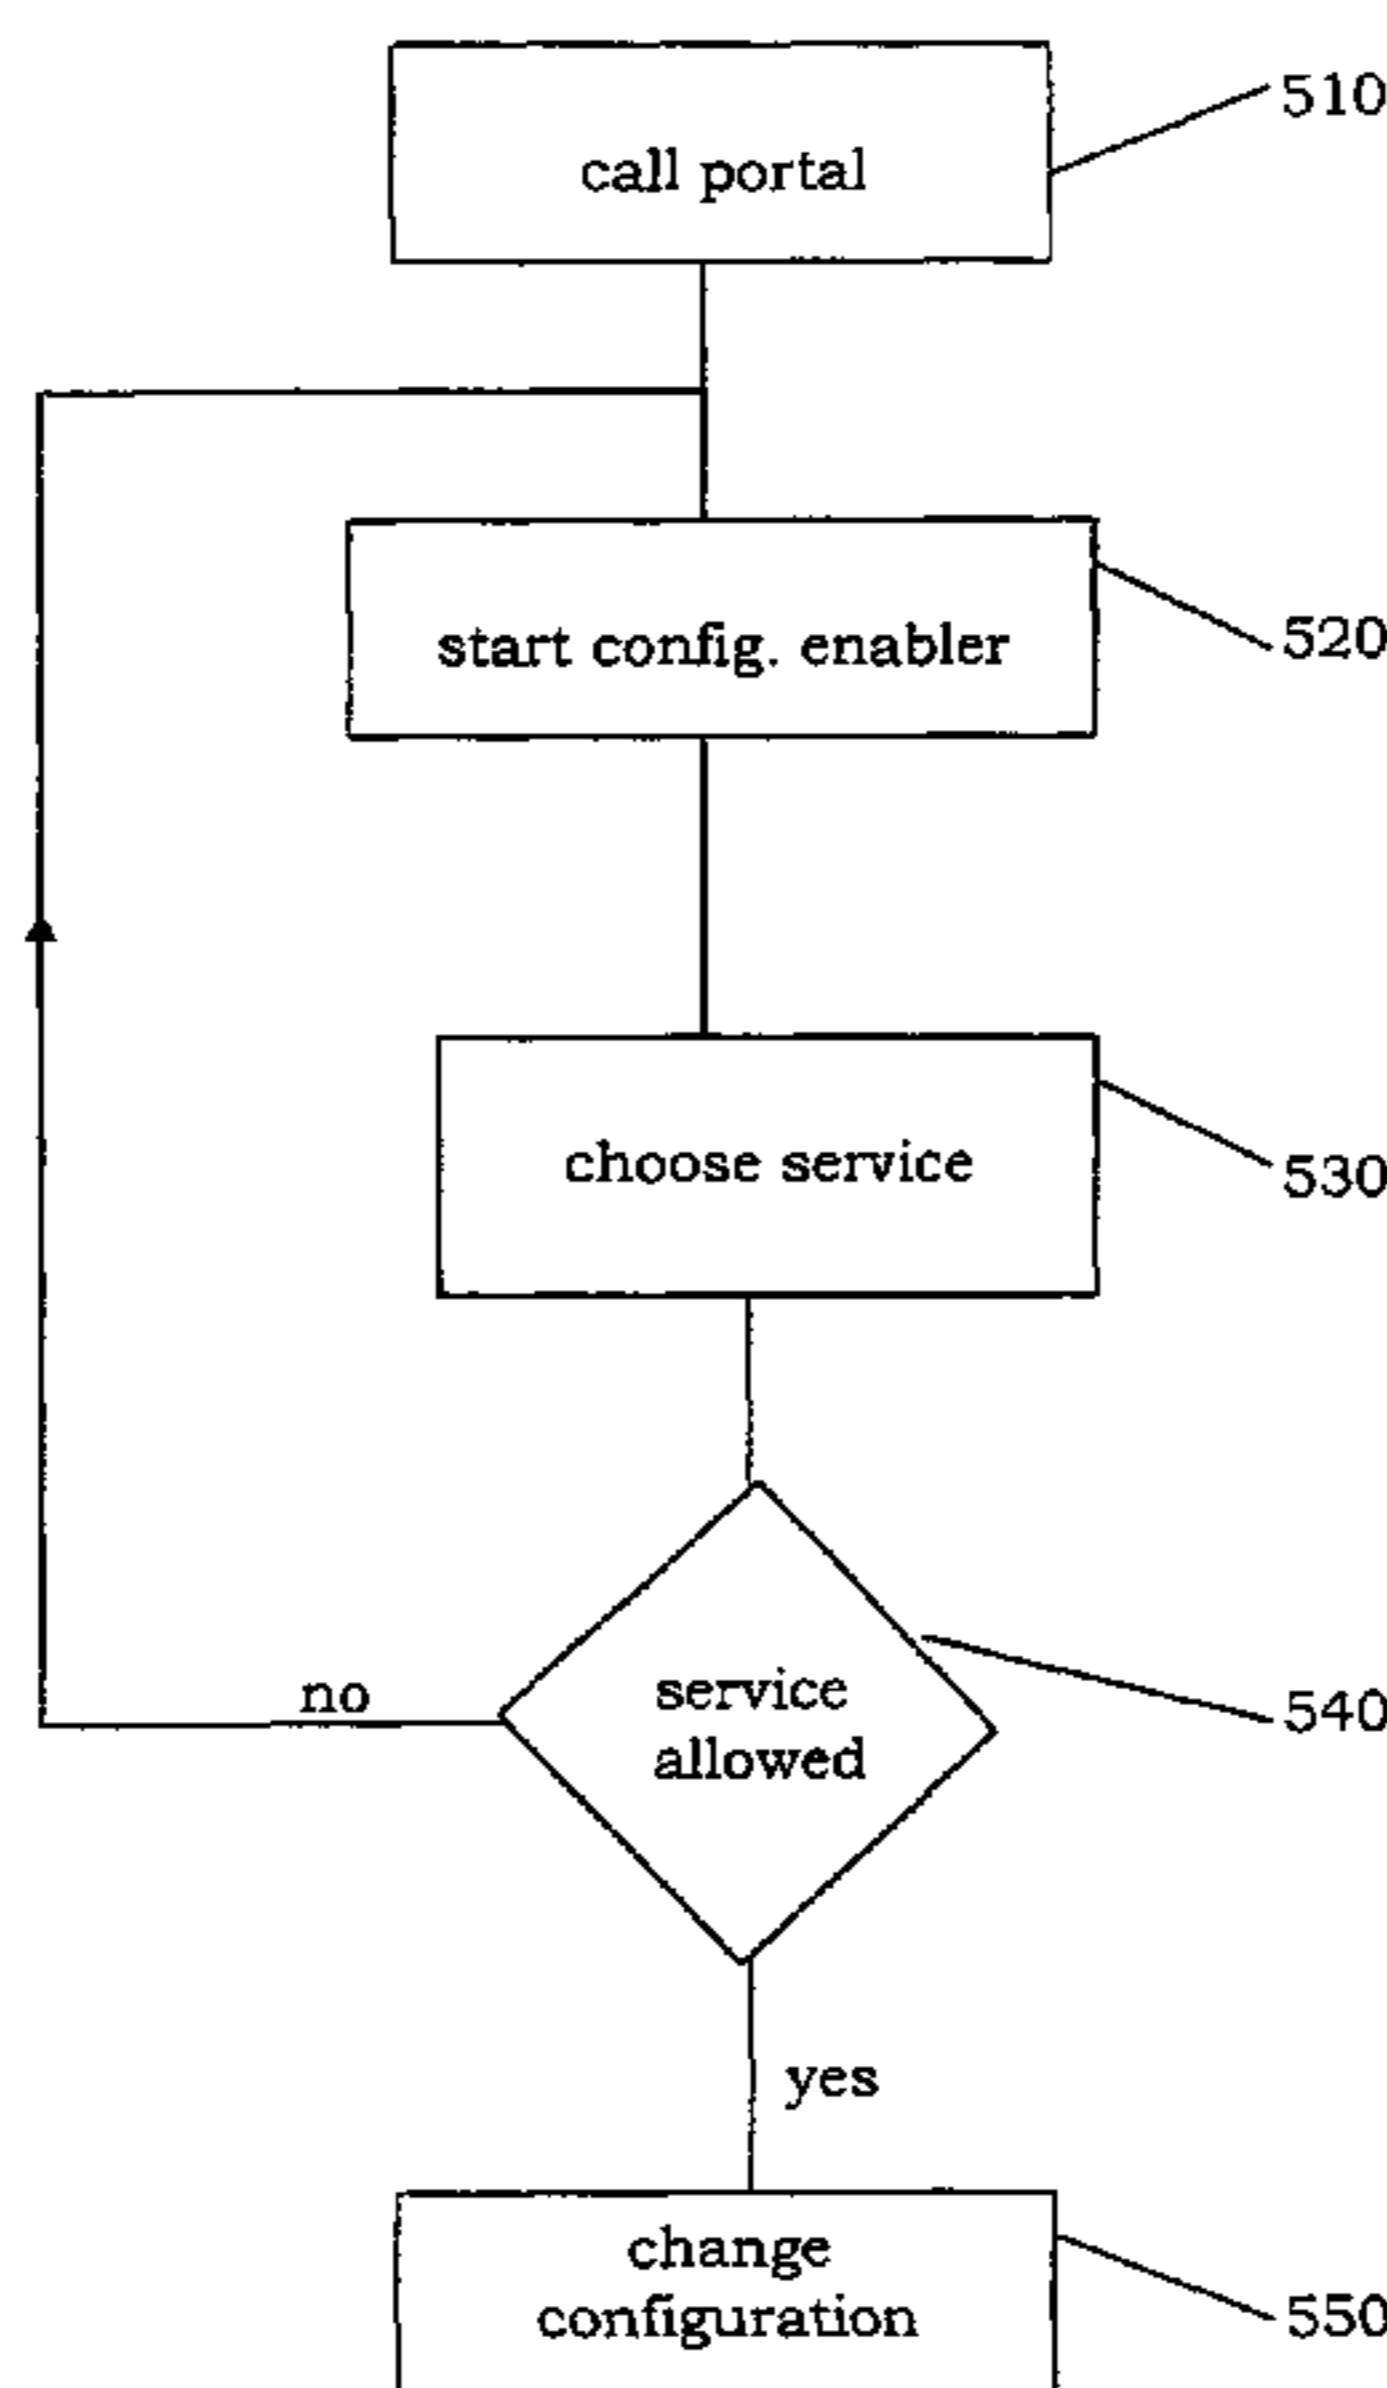 510
call portal
start config. enabler
520
choose service
530
no
service
allowed
540
yes
change
configuration
550